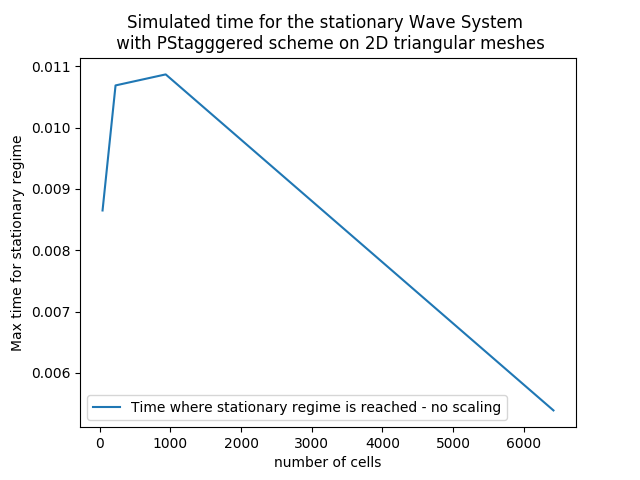 Simulated time for the stationary Wave System
with PStagggered scheme on 2D triangular meshes
Max time for stationary regime
0.011
0.010
0.009
0.008
0.007
0.006
Time where stationary regime is reached - no scaling
0 1000 2000 3000 4000 5000 6000
number of cells